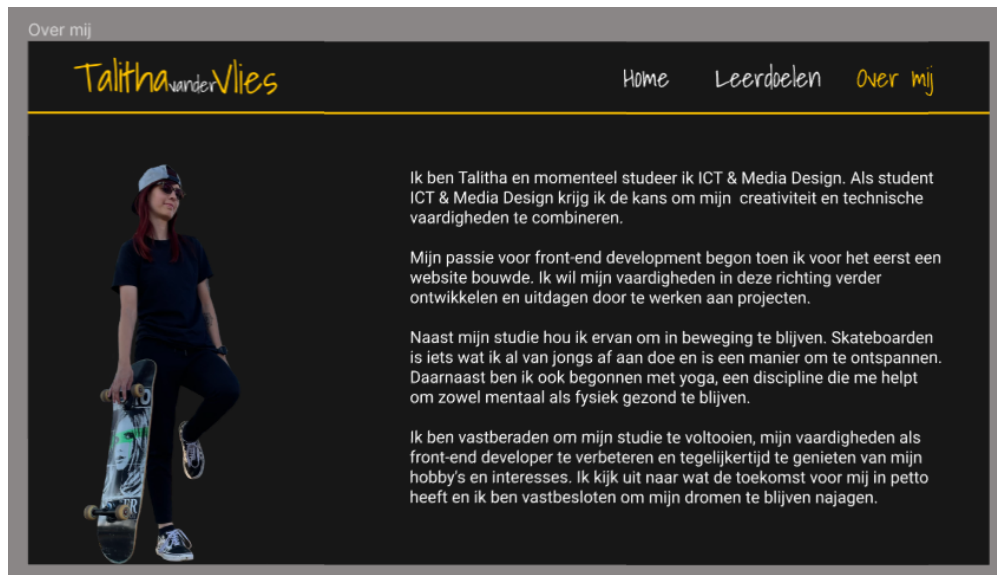 Over mij
TalithavanderVlies
Home Leerdoelen Over mij
Ik ben Talitha en momenteel studeer ik ICT & Media Design. Als student
ICT & Media Design krijg ik de kans om mijn  creativiteit en technische
vaardigheden te combineren.
Mijn passie voor front-end development begon toen ik voor het eerst een
website bouwde. Ik wil mijn vaardigheden in deze richting verder
ontwikkelen en uitdagen door te werken aan projecten.
Naast mijn studie hou ik ervan om in beweging te blijven. Skateboarden
is iets wat ik al van jongs af aan doe en is een manier om te ontspannen.
Daarnaast ben ik ook begonnen met yoga, een discipline die me helpt
om zowel mentaal als fysiek gezond te blijven.
Ik ben vastberaden om mijn studie te voltooien, mijn vaardigheden als
front-end developer te verbeteren en tegelijkertijd te genieten van mijn
hobby's en interesses. Ik kijk uit naar wat de toekomst voor mij in petto
heeft en ik ben vastbesloten om mijn dromen te blijven najagen.